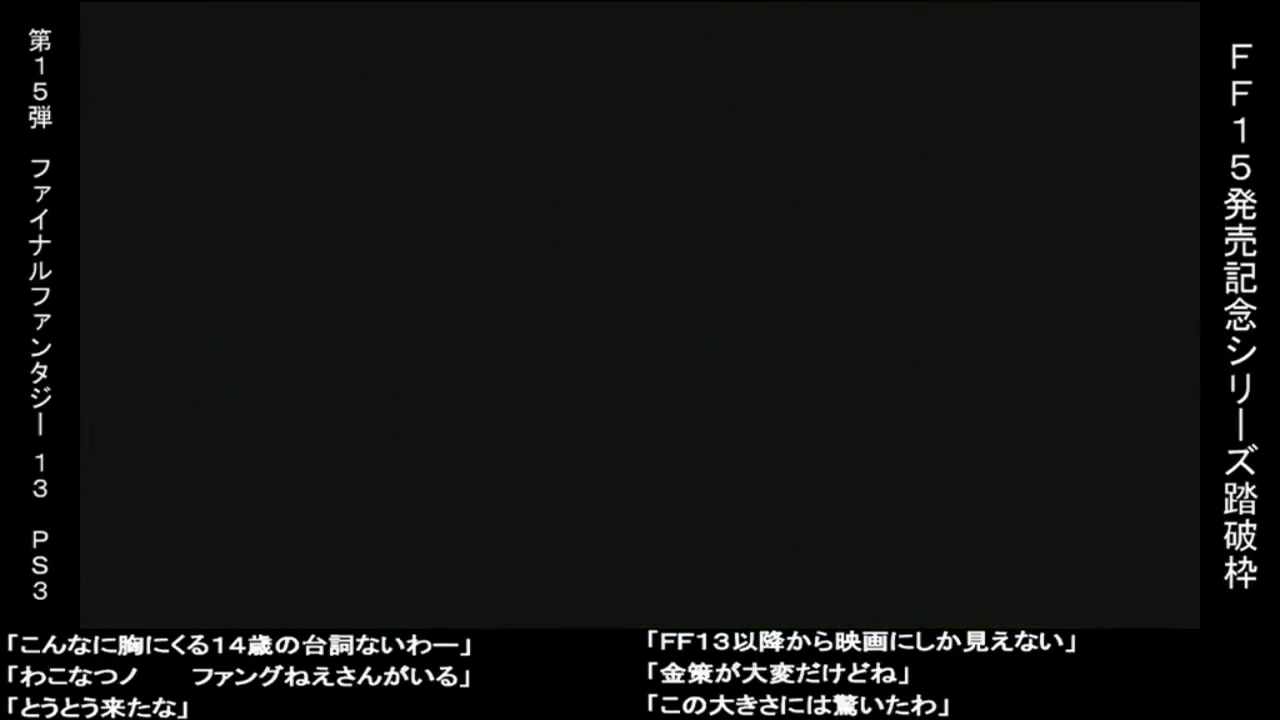 第15弾 ファイナルファンタジー 13 PS3
FF15発売記念シリーズ踏破枠
「こんなに胸にくる14歳の台詞ないわー」
「わこなつノ　　ファングねえさんがいる」
「とうとう来たな」
「FF13以降から映画にしか見えない」
「金策が大変だけどね」
「この大きさには驚いたわ」